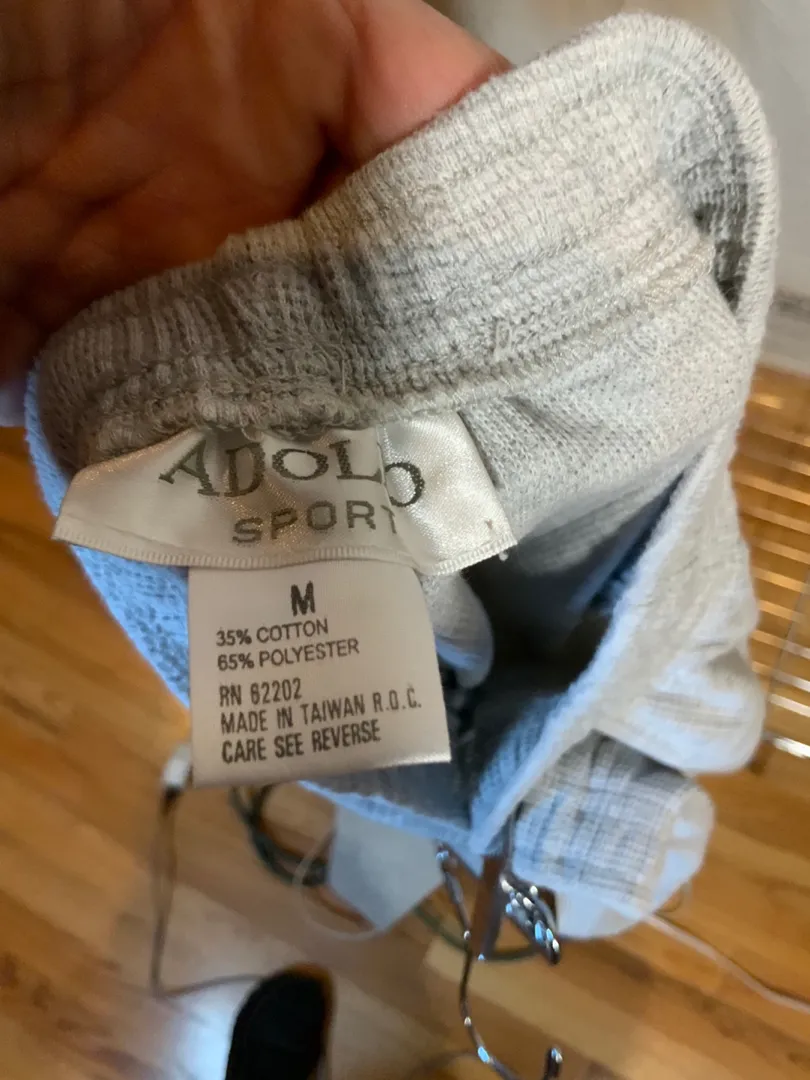 ADOLO
SPORT
M
35% COTTON
65% POLYESTER
RN 62202
MADE IN TAIWAN R.O.C.
CARE SEE REVERSE